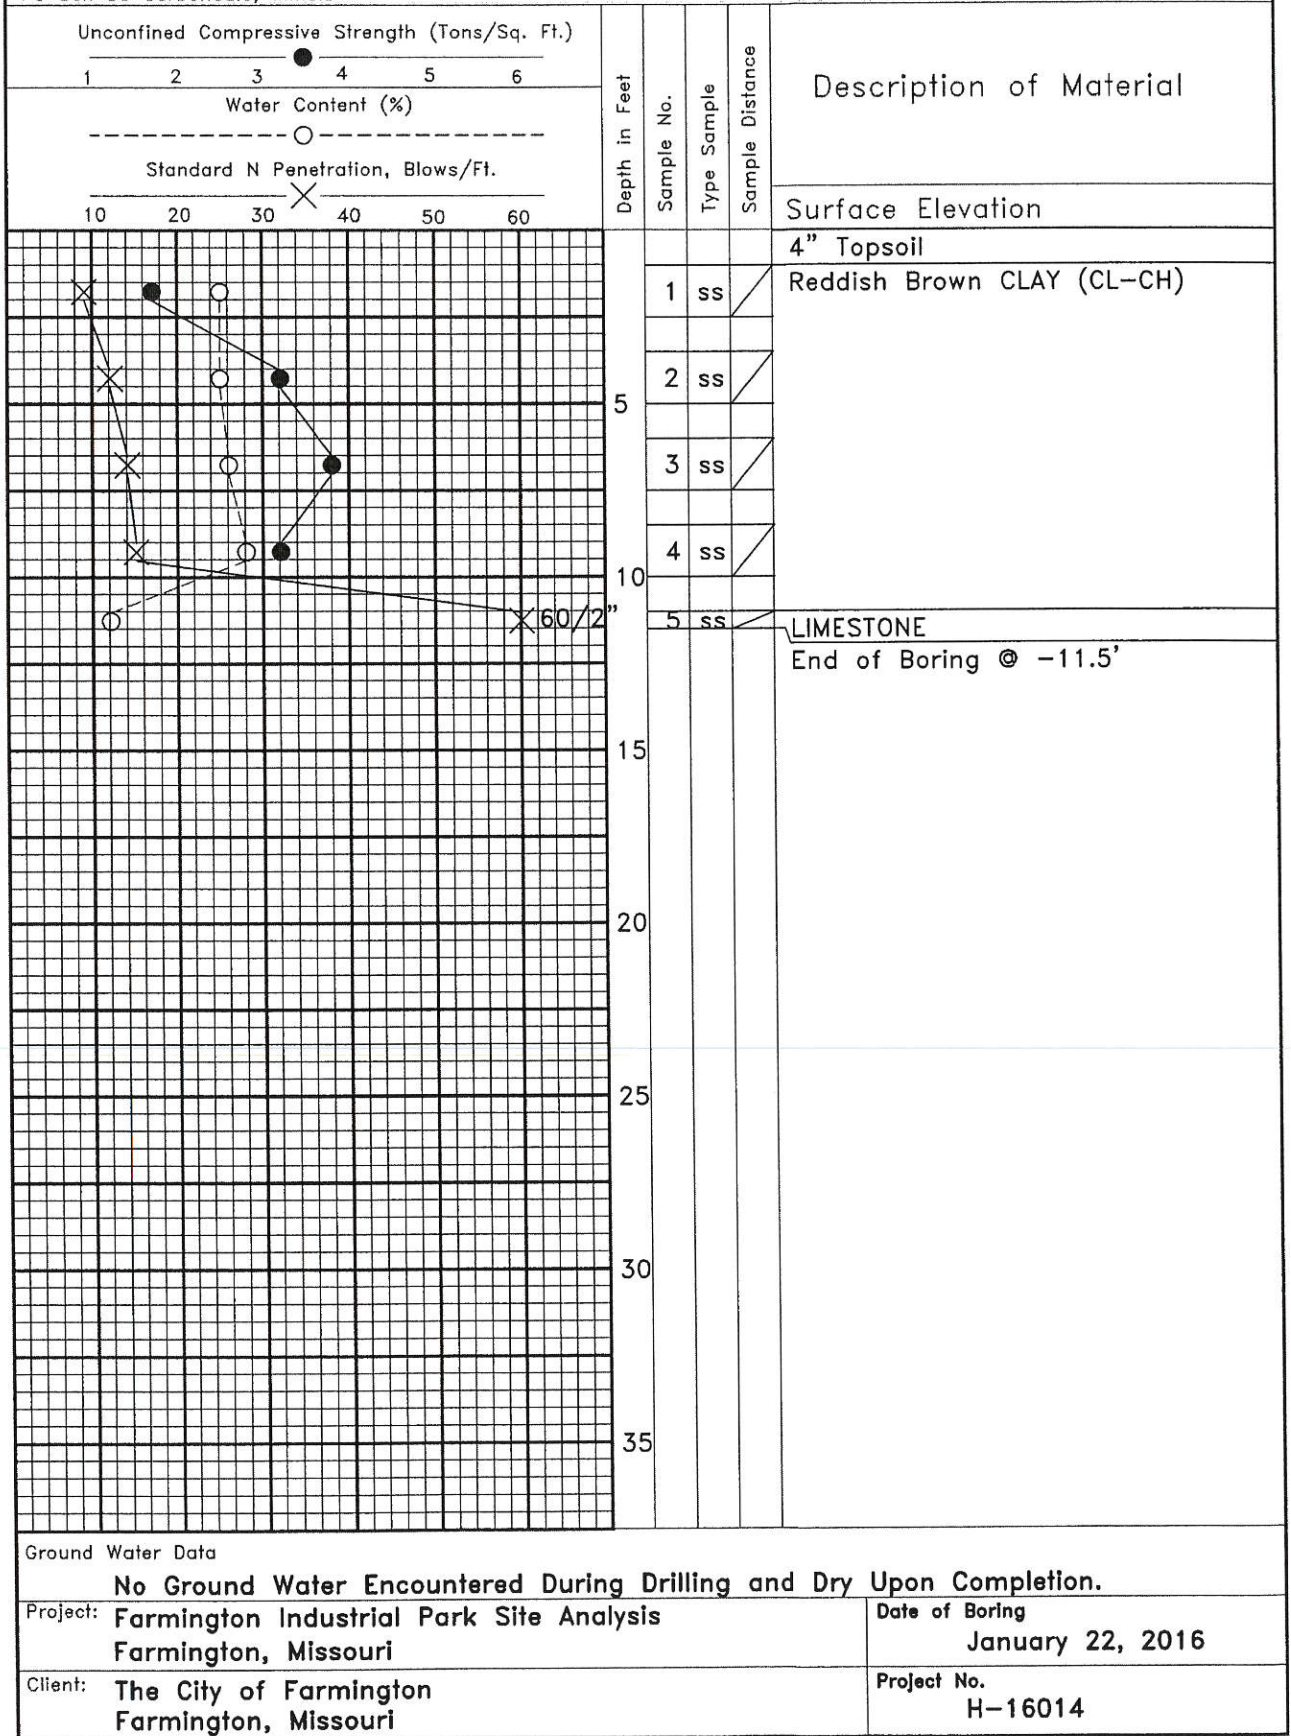 Unconfined Compressive Strength (Tons/Sq. Ft.)
1 2 3 4 5 6
Water Content (%)
Standard N Penetration, Blows/Ft.
10 20 30 40 50 60
Depth in Feet
Sample No.
Type Sample
Sample Distance
Description of Material
Surface Elevation
4” Topsoil
1 ss Reddish Brown CLAY (CL-CH)
2 ss
5
3 ss
4 ss
10
60/2" 5 ss LIMESTONE
End of Boring @ -11.5'
15
20
25
30
35
Ground Water Data
No Ground Water Encountered During Drilling and Dry Upon Completion.
Project: Farmington Industrial Park Site Analysis
Farmington, Missouri
Date of Boring
January 22, 2016
Client: The City of Farmington
Farmington, Missouri
Project No.
H-16014